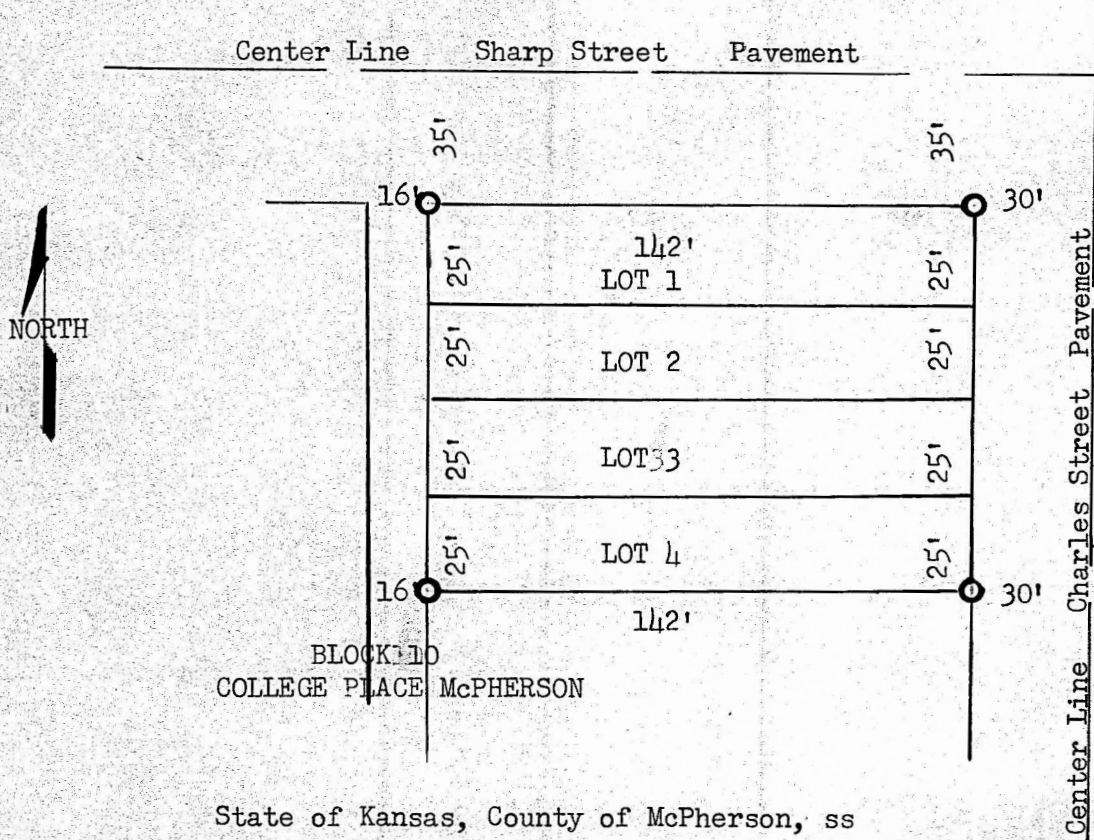 Center Line Sharp Street Pavement
35' 35'
16' 30'
142'
25' LOT 1 25'
NORTH
25' LOT 2 25'
25' LOT 3 25'
25' LOT 4 25'
16' 30'
142'
BLOCK 10
COLLEGE PLACE McPHERSON
Center Line Charles Street Pavement
State of Kansas, County of McPherson, ss